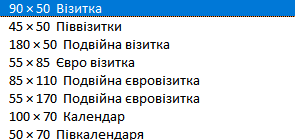 90 × 50 Візитка
45 × 50 Піввізитки
180 × 50 Подвійна візитка
55 × 85 Євро візитка
85 × 110 Подвійна євровізитка
55 × 170 Подвійна євровізитка
100 × 70 Календар
50 × 70 Півкалендаря